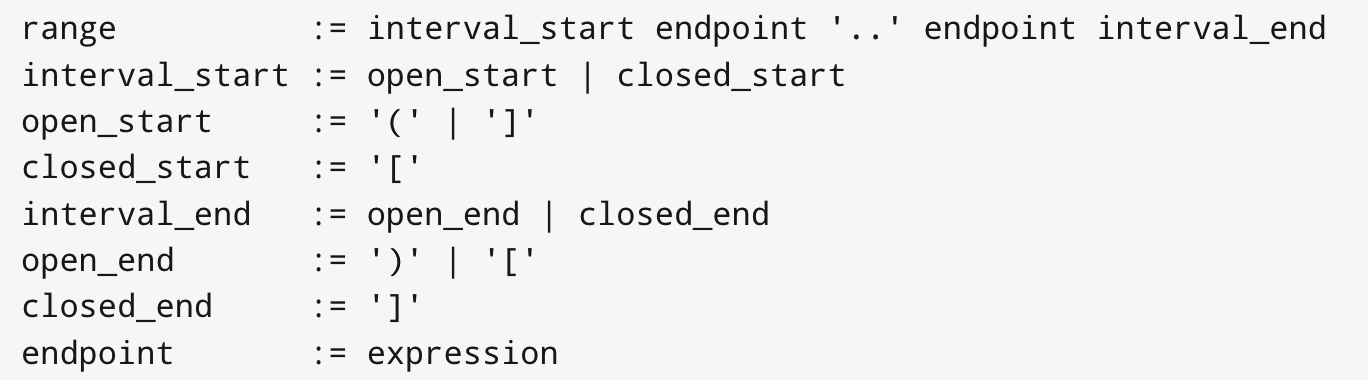 range          := interval_start endpoint '..' endpoint interval_end
interval_start := open_start | closed_start
open_start     := '(' | ']'
closed_start   := '['
interval_end   := open_end | closed_end
open_end       := ')' | '['
closed_end     := ']'
endpoint       := expression